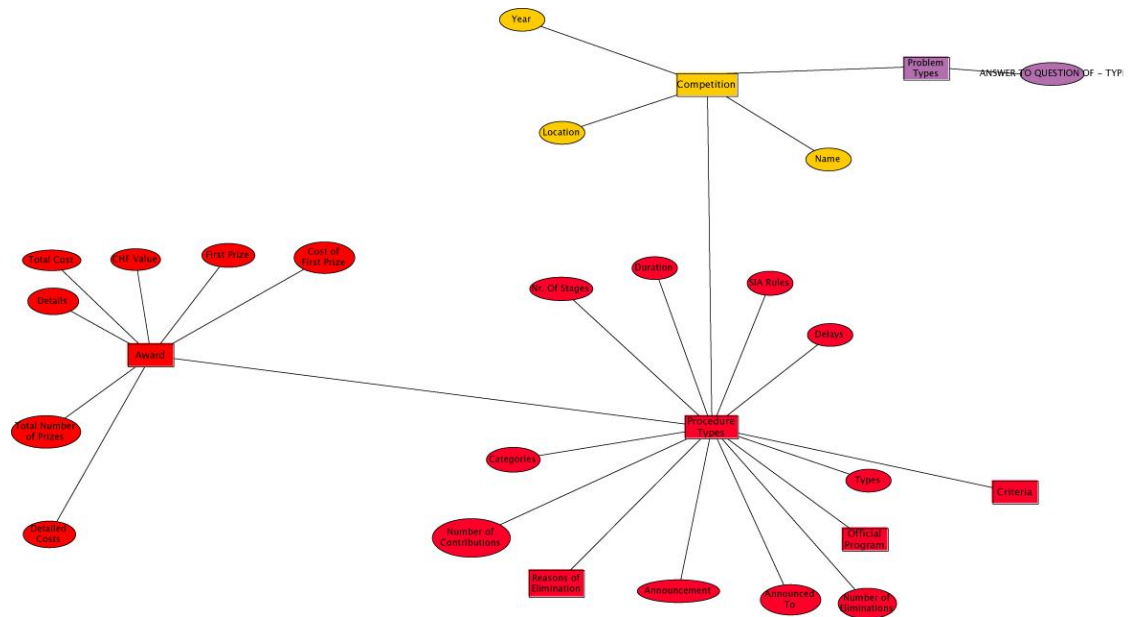 Year
Problem
Types
ANSWER TO QUESTION OF – TYP
Competition
Location
Name
Total Cost
CHF Value
First Prize
Cost of
First Prize
Details
Nr. Of Stages
Duration
SIA Rules
Delays
Award
Total Number
of Prizes
Procedure
Types
Categories
Types
Criteria
Detailed
Costs
Number of
Contributions
Official
Program
Reasons of
Elimination
Announcement
Announced
To
Number of
Eliminations